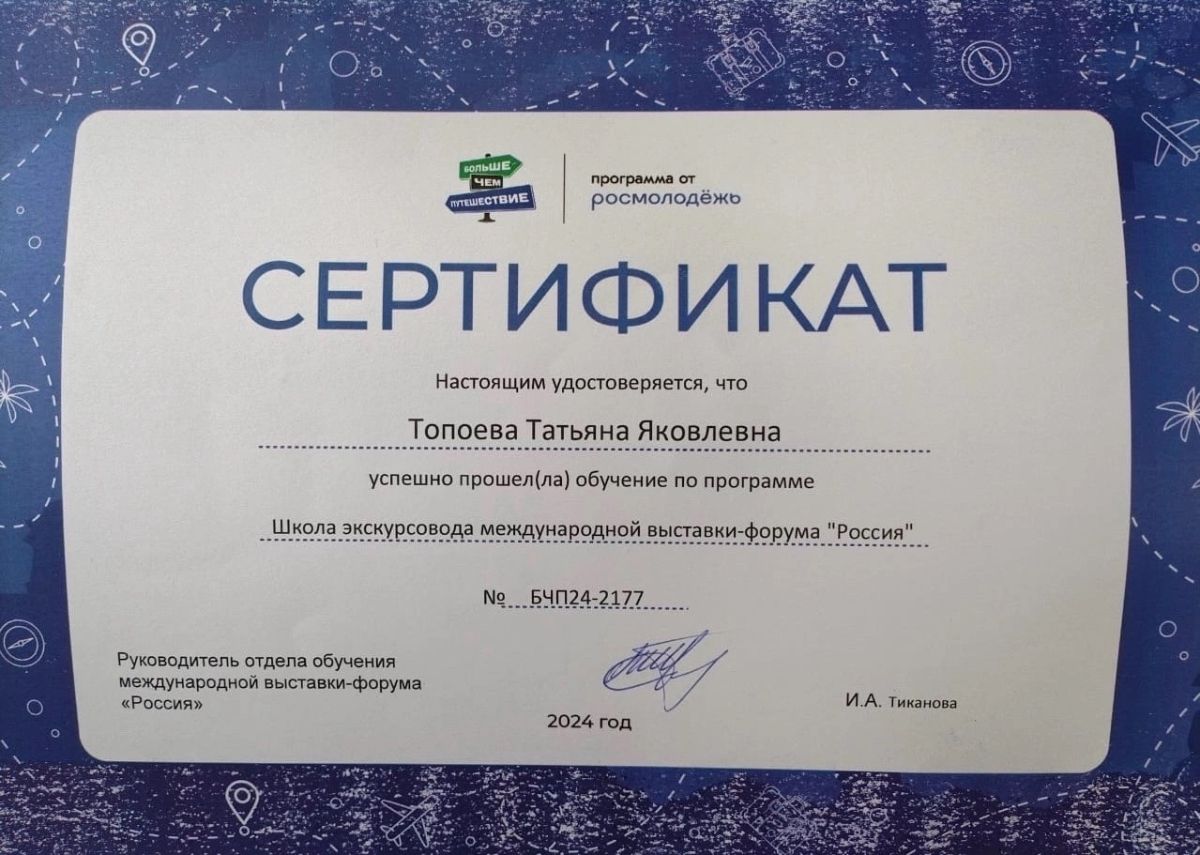 БОЛЬШЕ
ЧЕМ
ПУТЕШЕСТВИЕ
программа от
росмолодёжь
СЕРТИФИКАТ
Настоящим удостоверяется, что
Топоева Татьяна Яковлевна
успешно прошел(ла) обучение по программе
Школа экскурсовода международной выставки-форума "Россия"
№ БЧП24-2177
Руководитель отдела обучения
международной выставки-форума
«Россия»
И.А. Тиканова
2024 год